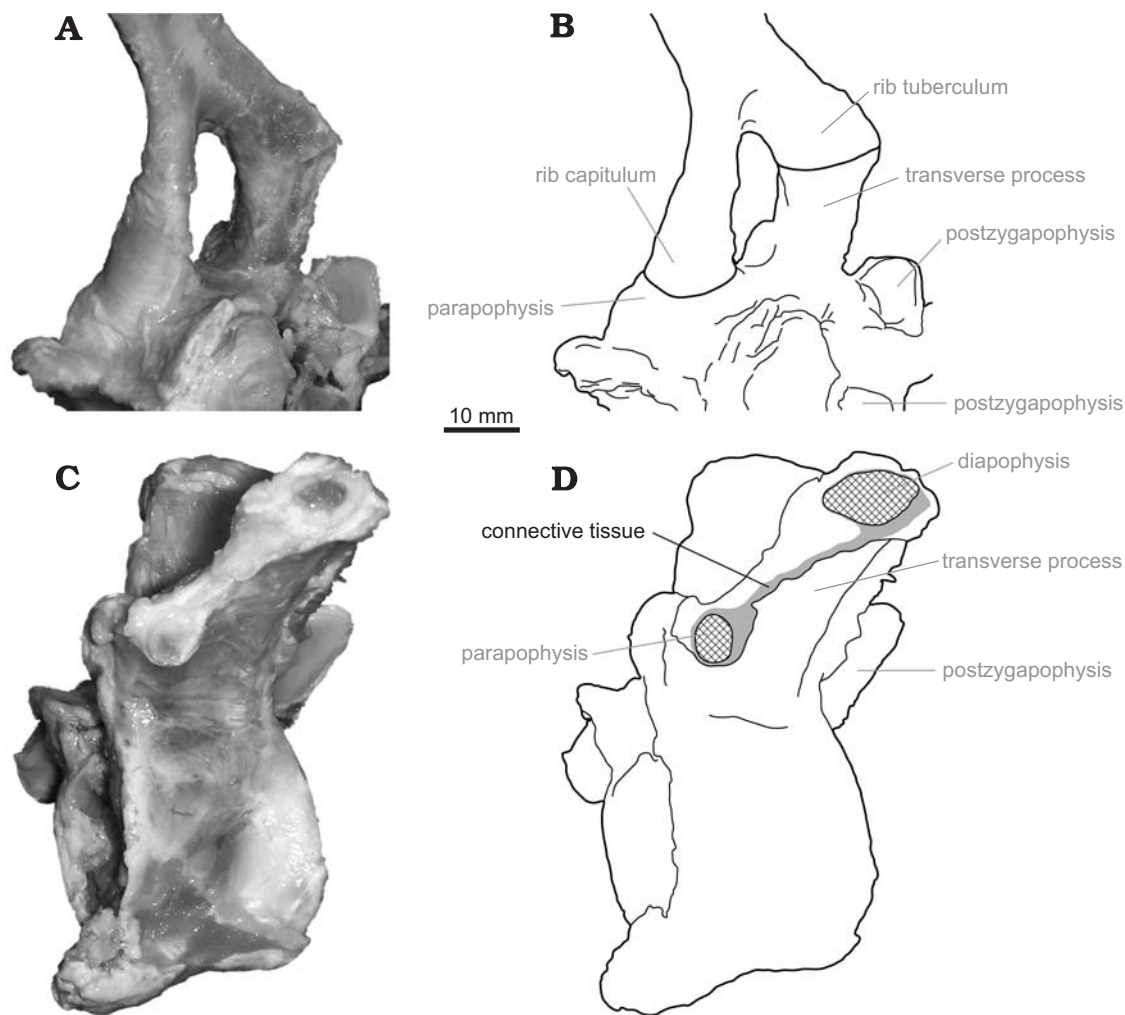 A
B
rib tuberculum
rib capitulum
transverse process
postzygapophysis
parapophysis
10 mm
postzygapophysis
C
D
diapophysis
connective tissue
transverse process
parapophysis
postzygapophysis